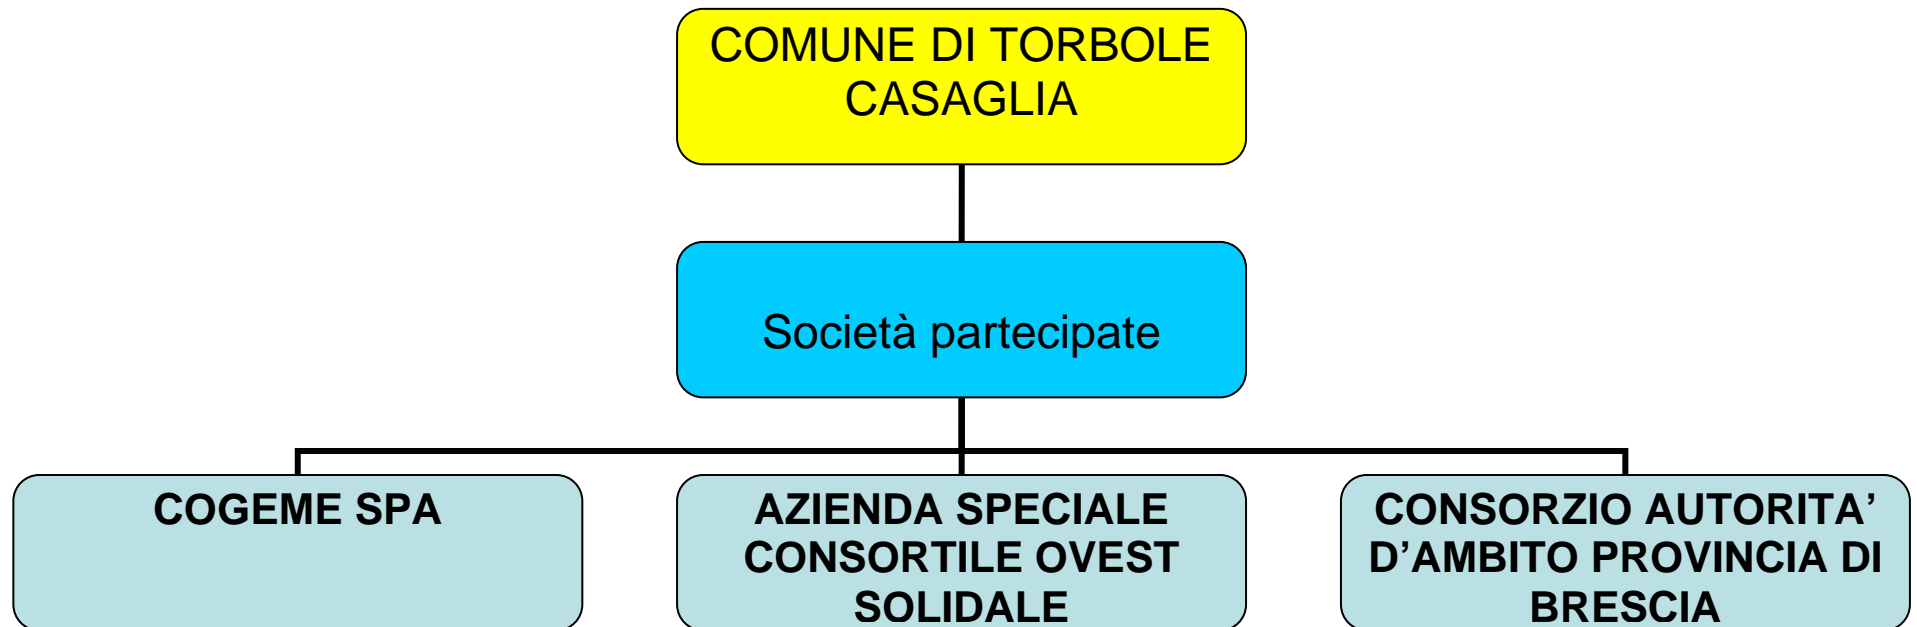 COMUNE DI TORBOLE
CASAGLIA
Società partecipate
COGEME SPA
AZIENDA SPECIALE
CONSORTILE OVEST
SOLIDALE
CONSORZIO AUTORITA’
D’AMBITO PROVINCIA DI
BRESCIA